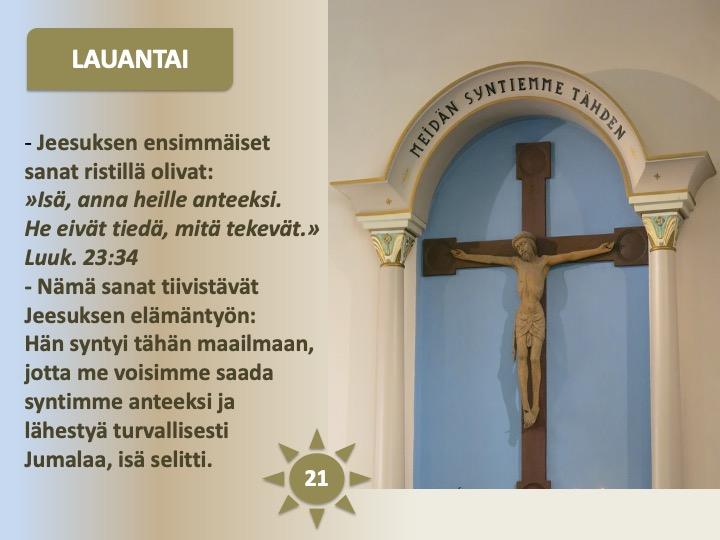 LAUANTAI
- Jeesuksen ensimmäiset
sanat ristillä olivat:
»Isä, anna heille anteeksi.
He eivät tiedä, mitä tekevät.»
Luuk. 23:34
- Nämä sanat tiivistävät
Jeesuksen elämäntyön:
Hän syntyi tähän maailmaan,
jotta me voisimme saada
syntimme anteeksi ja
lähestyä turvallisesti
Jumalaa, isä selitti.
21
MEIDÄN SYNTIEMME TÄHDEN